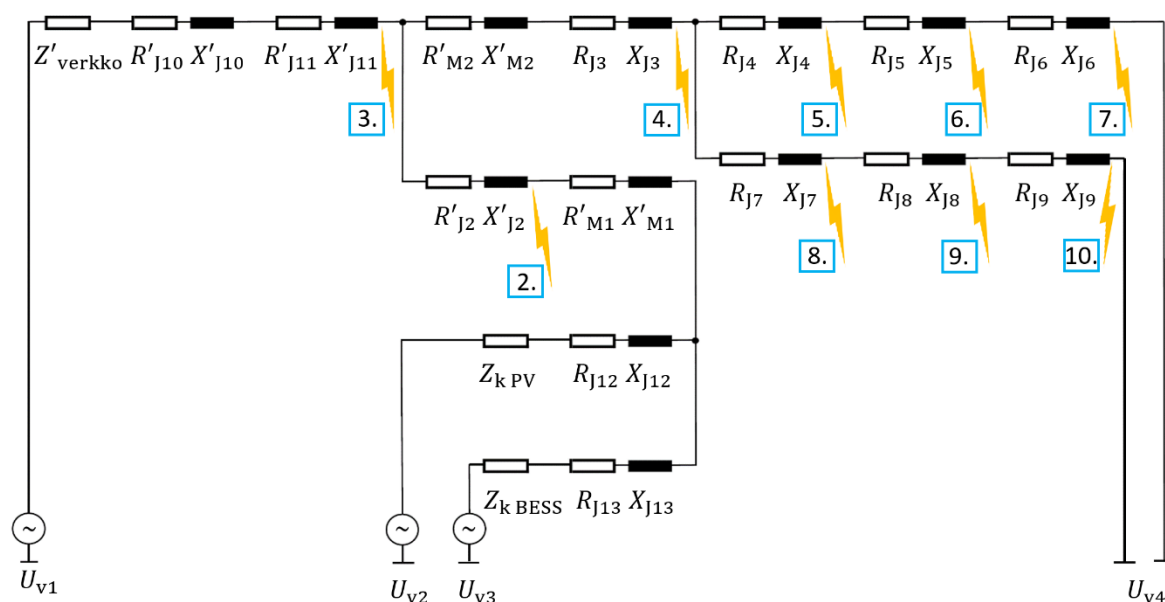 Z′verkko R′J10 X′J10 R′J11 X′J11 R′M2 X′M2 RJ3 XJ3 RJ4 XJ4 RJ5 XJ5 RJ6 XJ6
3. 4. 5. 6. 7.
R′J2 X′J2 R′M1 X′M1 RJ7 XJ7 RJ8 XJ8 RJ9 XJ9
2. 8. 9. 10.
Zk PV RJ12 XJ12
Zk BESS RJ13 XJ13
~ ~ ~
Uv1 Uv2 Uv3 Uv4